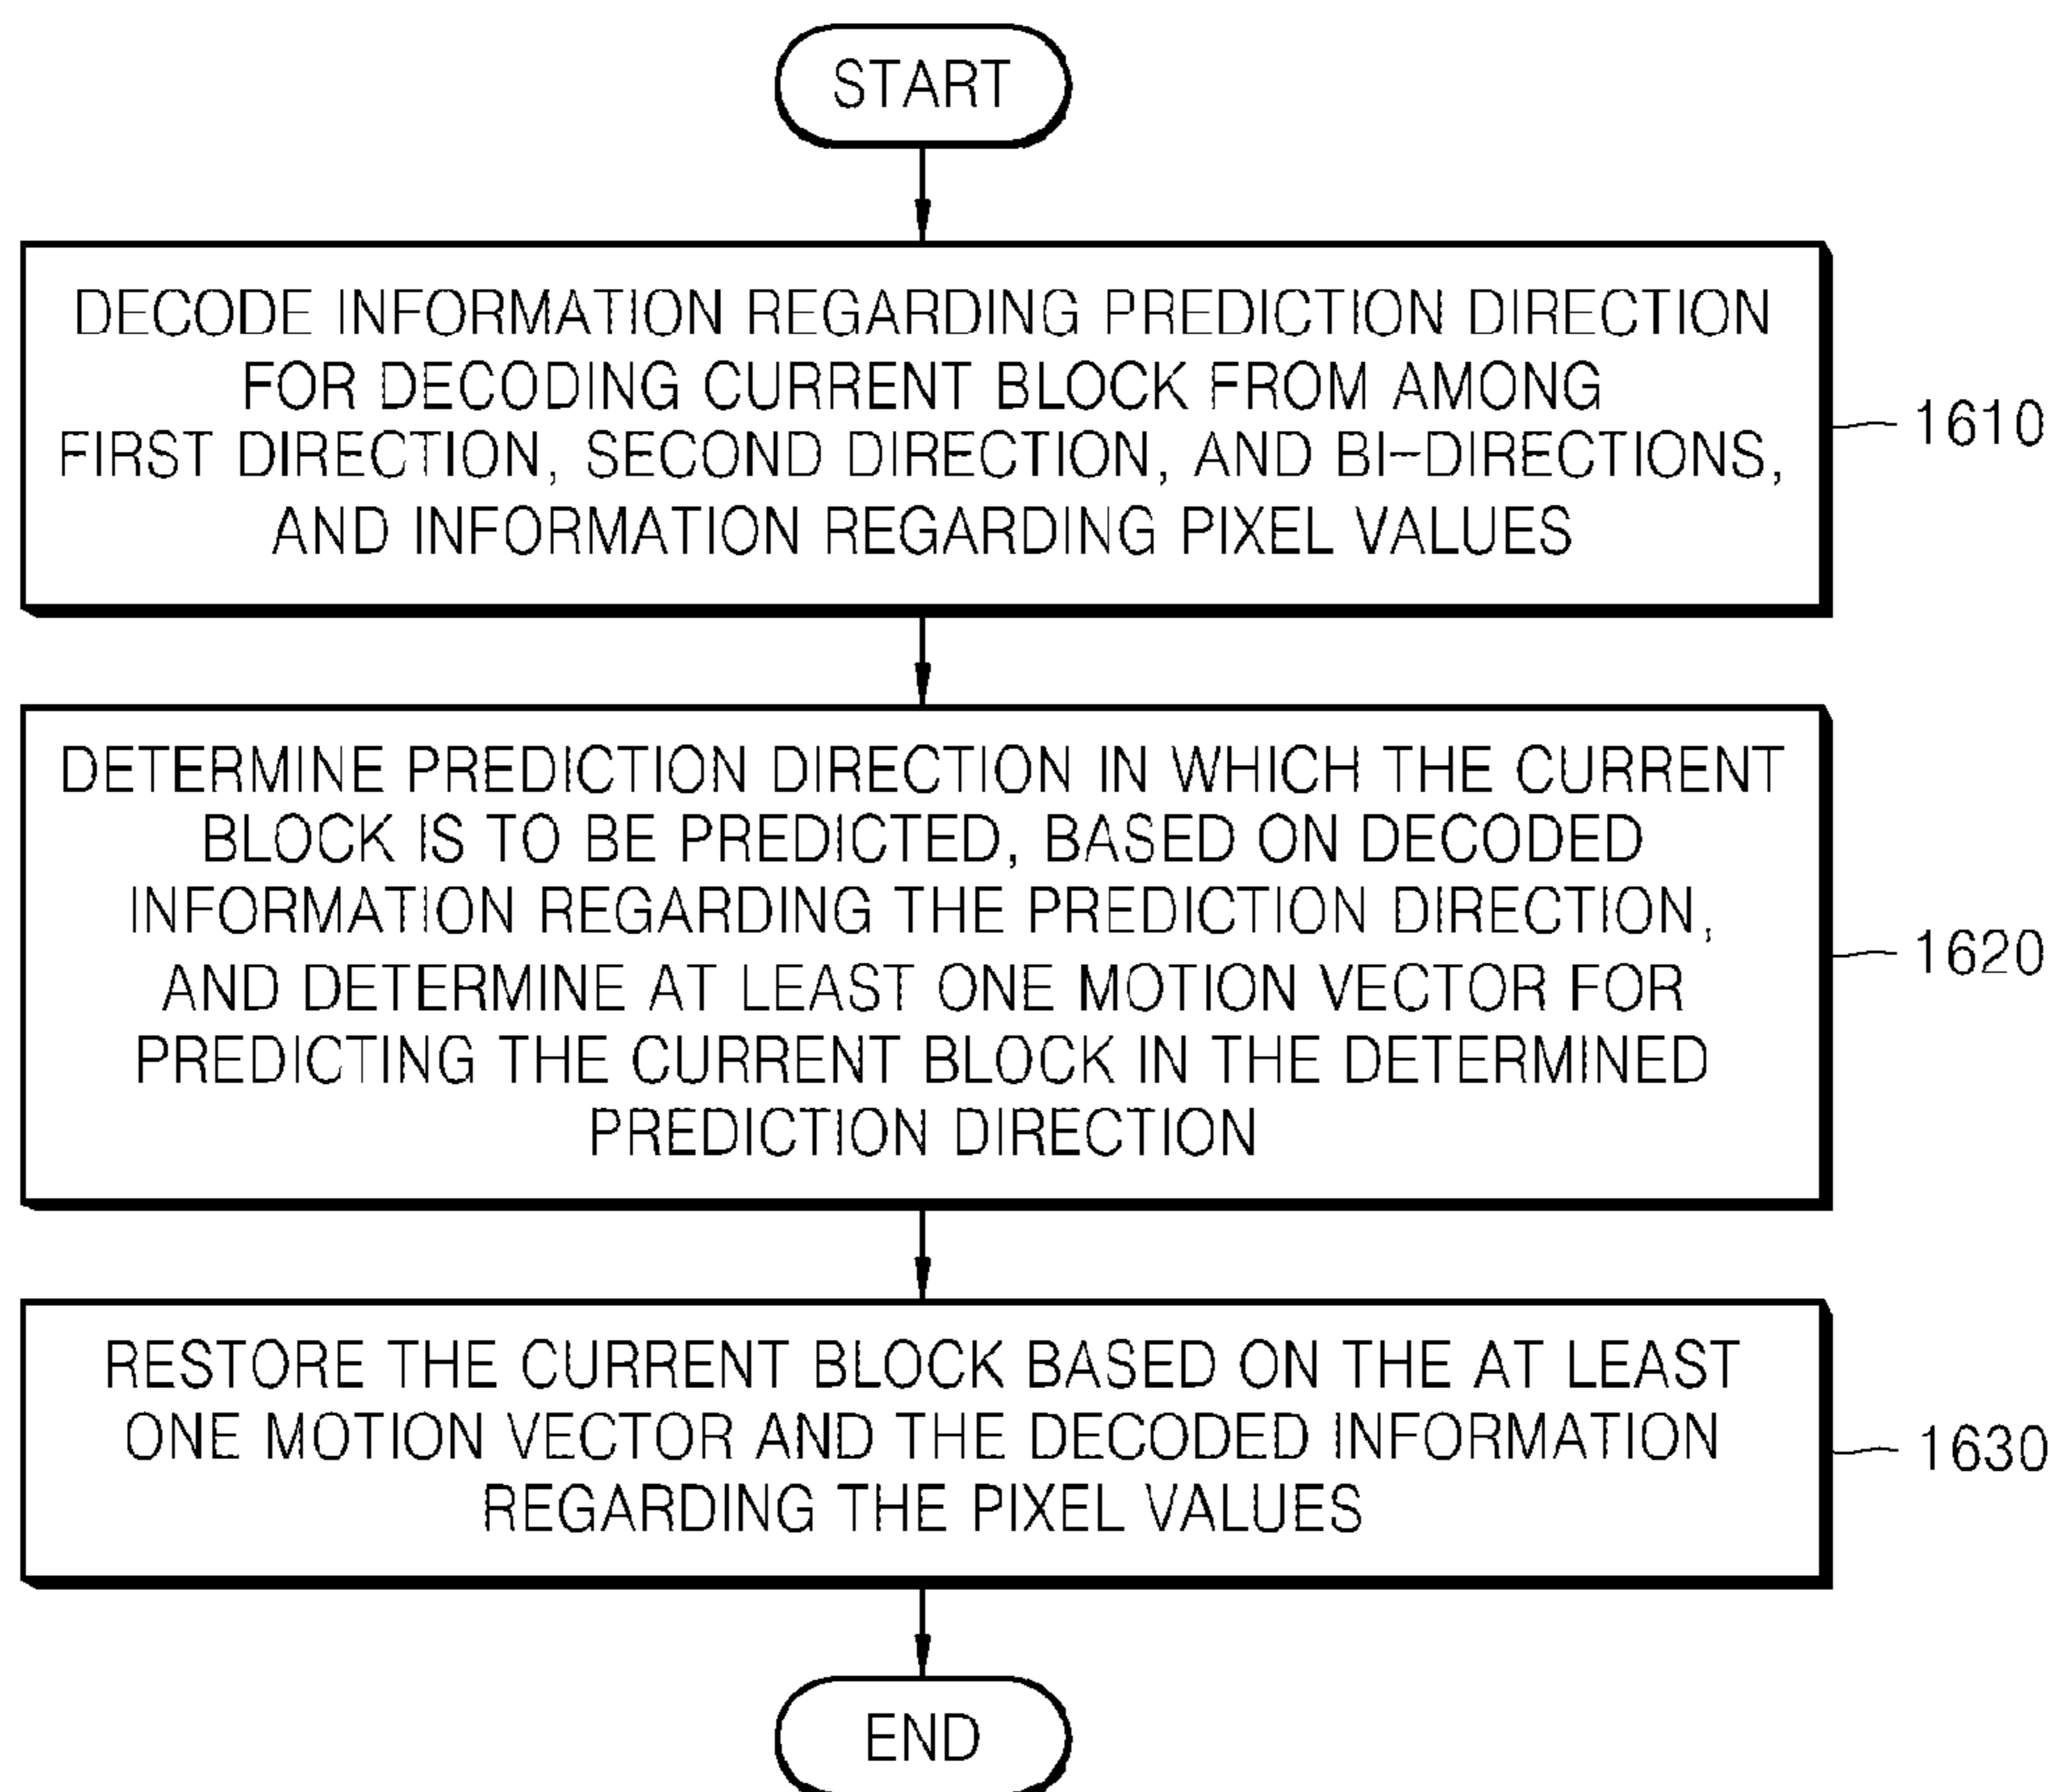 START
DECODE INFORMATION REGARDING PREDICTION DIRECTION
FOR DECODING CURRENT BLOCK FROM AMONG
FIRST DIRECTION, SECOND DIRECTION, AND BI-DIRECTIONS,
AND INFORMATION REGARDING PIXEL VALUES
1610
DETERMINE PREDICTION DIRECTION IN WHICH THE CURRENT
BLOCK IS TO BE PREDICTED, BASED ON DECODED
INFORMATION REGARDING THE PREDICTION DIRECTION,
AND DETERMINE AT LEAST ONE MOTION VECTOR FOR
PREDICTING THE CURRENT BLOCK IN THE DETERMINED
PREDICTION DIRECTION
1620
RESTORE THE CURRENT BLOCK BASED ON THE AT LEAST
ONE MOTION VECTOR AND THE DECODED INFORMATION
REGARDING THE PIXEL VALUES
1630
END